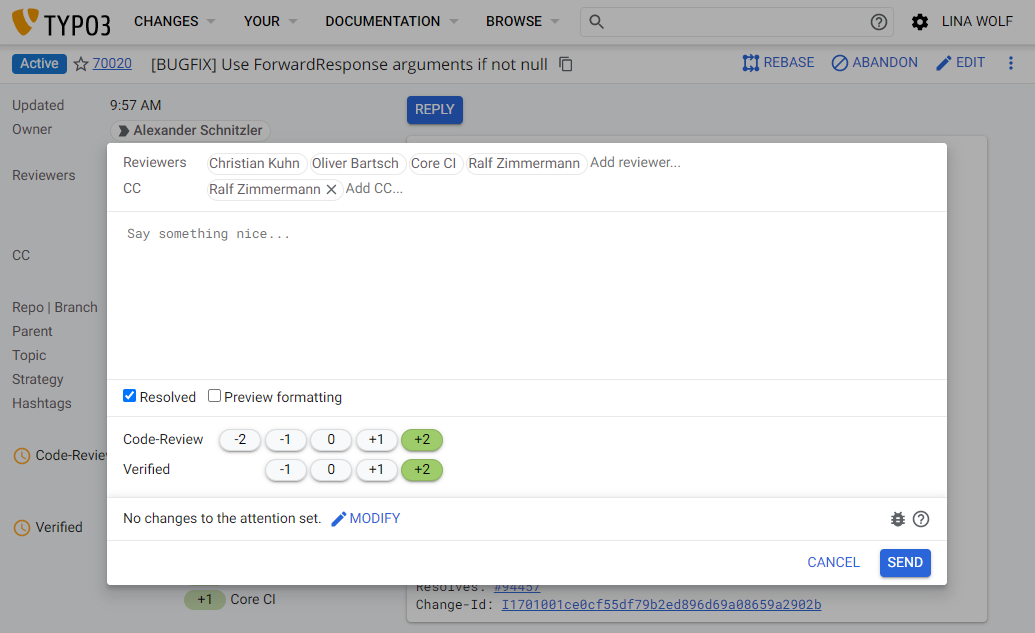 TYPO3 CHANGES YOUR DOCUMENTATION BROWSE LINA WOLF
Active 70020 [BUGFIX] Use ForwardResponse arguments if not null REBASE ABANDON EDIT
Updated 9:57 AM
REPLY
Owner Alexander Schnitzler
Reviewers
CC
Repo | Branch
Parent
Topic
Strategy
Hashtags
Code-Revie
Verified
+1 Core CI
Reviewers Christian Kuhn Oliver Bartsch Core CI Ralf Zimmermann Add reviewer...
CC Ralf Zimmermann Add CC...
Say something nice...
Resolved Preview formatting
Code-Review -2 -1 0 +1 +2
Verified -1 0 +1 +2
No changes to the attention set. MODIFY
CANCEL SEND
Resolves: #94457
Change-Id: I1701001ce0cf55df79b2ed896d69a08659a2902b